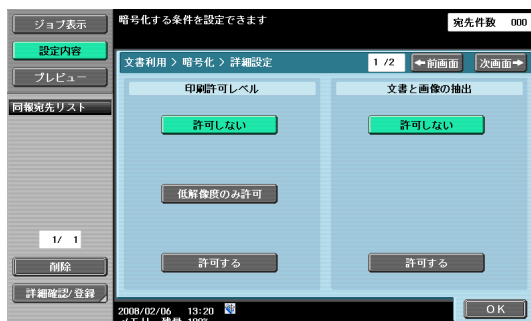 ジョブ表示
設定内容
プレビュー
同報宛先リスト
1/ 1
削除
詳細確認/登録
暗号化する条件を設定できます
宛先件数 000
文書利用 > 暗号化 > 詳細設定
1 /2
←前画面
次画面→
印刷許可レベル
許可しない
低解像度のみ許可
許可する
文書と画像の抽出
許可しない
許可する
2008/02/06 13:20
メモリ 残量 100%
OK